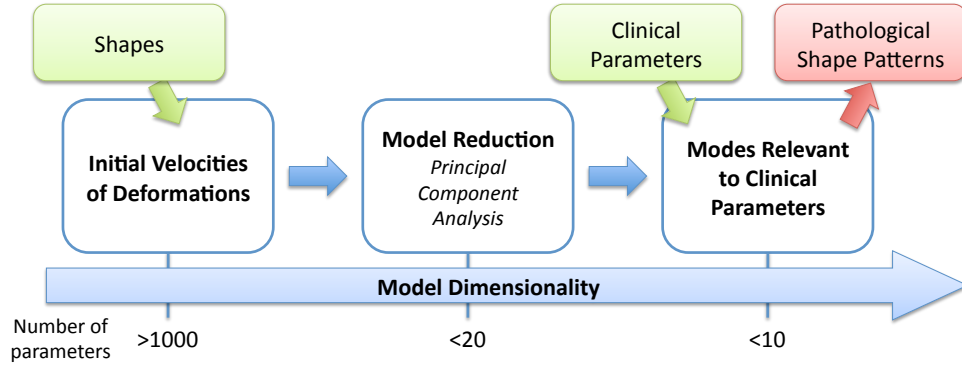 Shapes
Clinical
Parameters
Pathological
Shape Patterns
Initial Velocities
of Deformations
Model Reduction
Principal
Component
Analysis
Modes Relevant
to Clinical
Parameters
Model Dimensionality
Number of
parameters
>1000
<20
<10